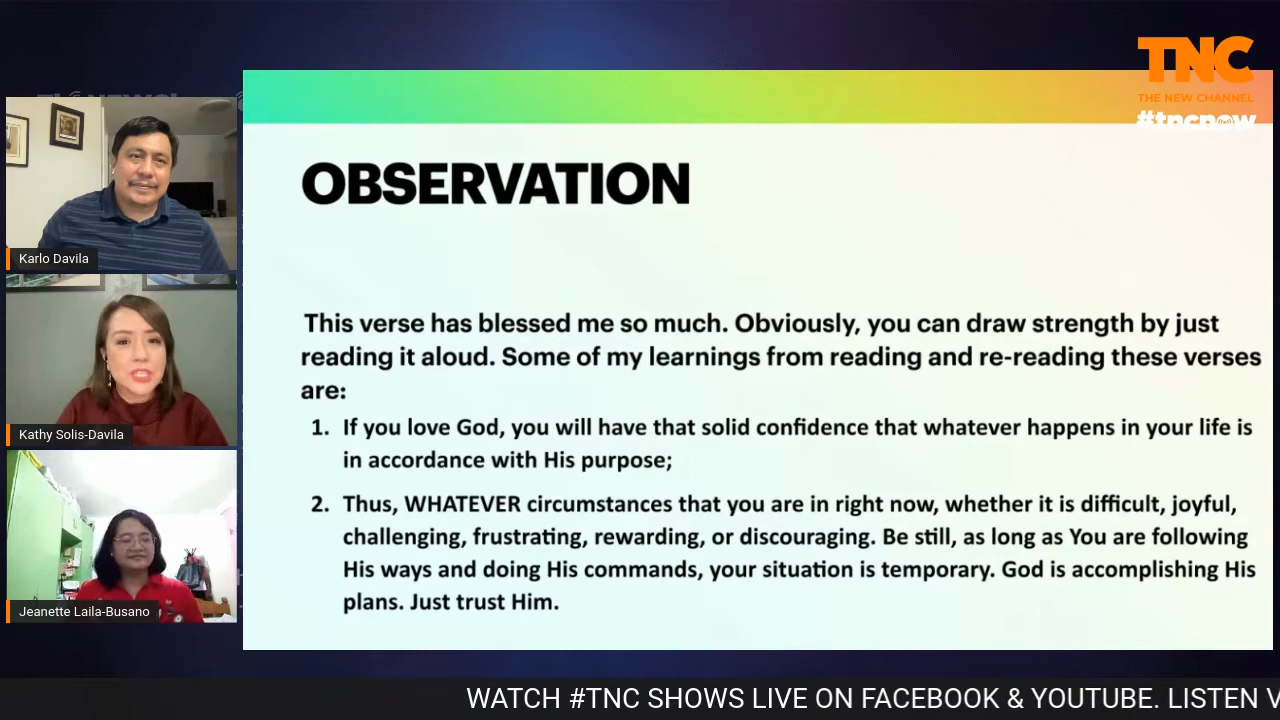 TNC
THE NEW CHANNEL
#tncnow
OBSERVATION
This verse has blessed me so much. Obviously, you can draw strength by just
reading it aloud. Some of my learnings from reading and re-reading these verses
are:
1. If you love God, you will have that solid confidence that whatever happens in your life is
in accordance with His purpose;
2. Thus, WHATEVER circumstances that you are in right now, whether it is difficult, joyful,
challenging, frustrating, rewarding, or discouraging. Be still, as long as You are following
His ways and doing His commands, your situation is temporary. God is accomplishing His
plans. Just trust Him.
Karlo Davila
Kathy Solis-Davila
Jeanette Laila-Busano
WATCH #TNC SHOWS LIVE ON FACEBOOK & YOUTUBE. LISTEN V